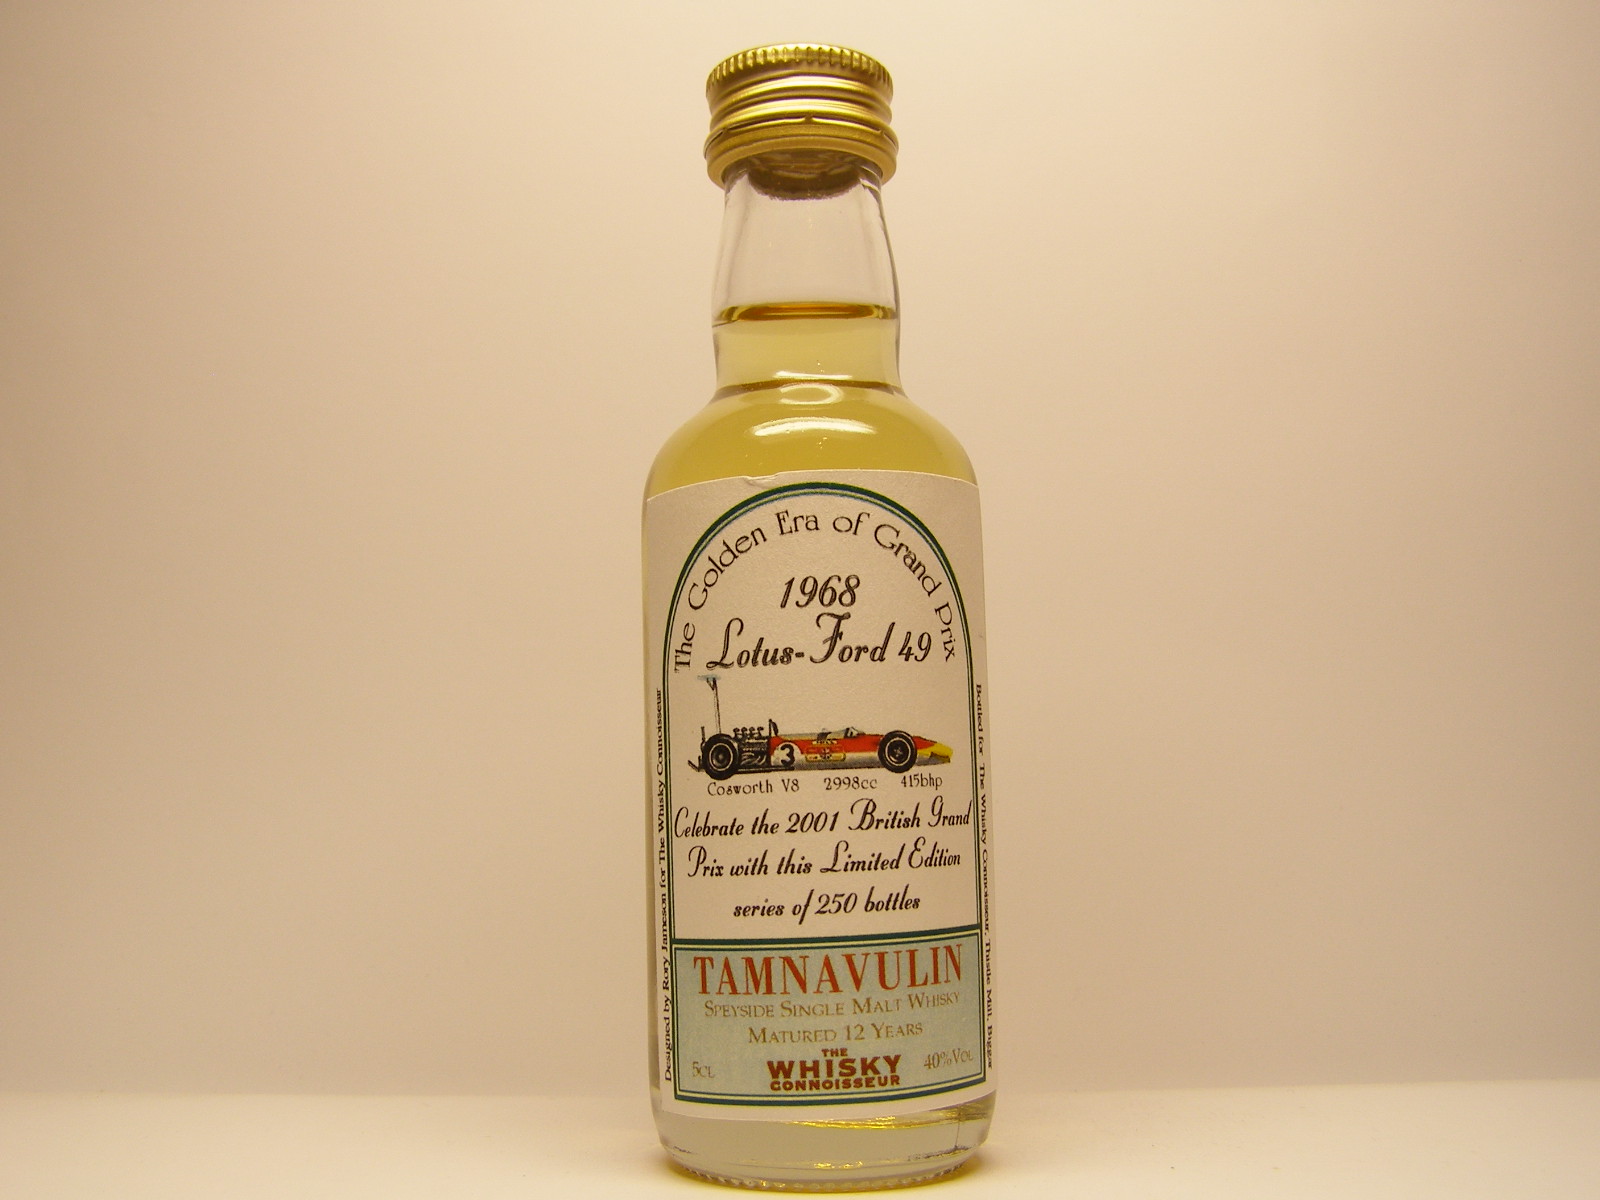 The Golden Era of Grand Prix
1968
Lotus-Ford 49
3
Cosworth V8 2998cc 415bhp
Celebrate the 2001 British Grand
Prix with this Limited Edition
series of 250 bottles
TAMNAVULIN
SPEYSIDE SINGLE MALT WHISKY
MATURED 12 YEARS
5CL
THE
WHISKY
CONNOISSEUR
40%VOL
Designed by Rory Jameson for The Whisky Connoisseur
Bottled for The Whisky Connoisseur, Thistle Mill, Biggar